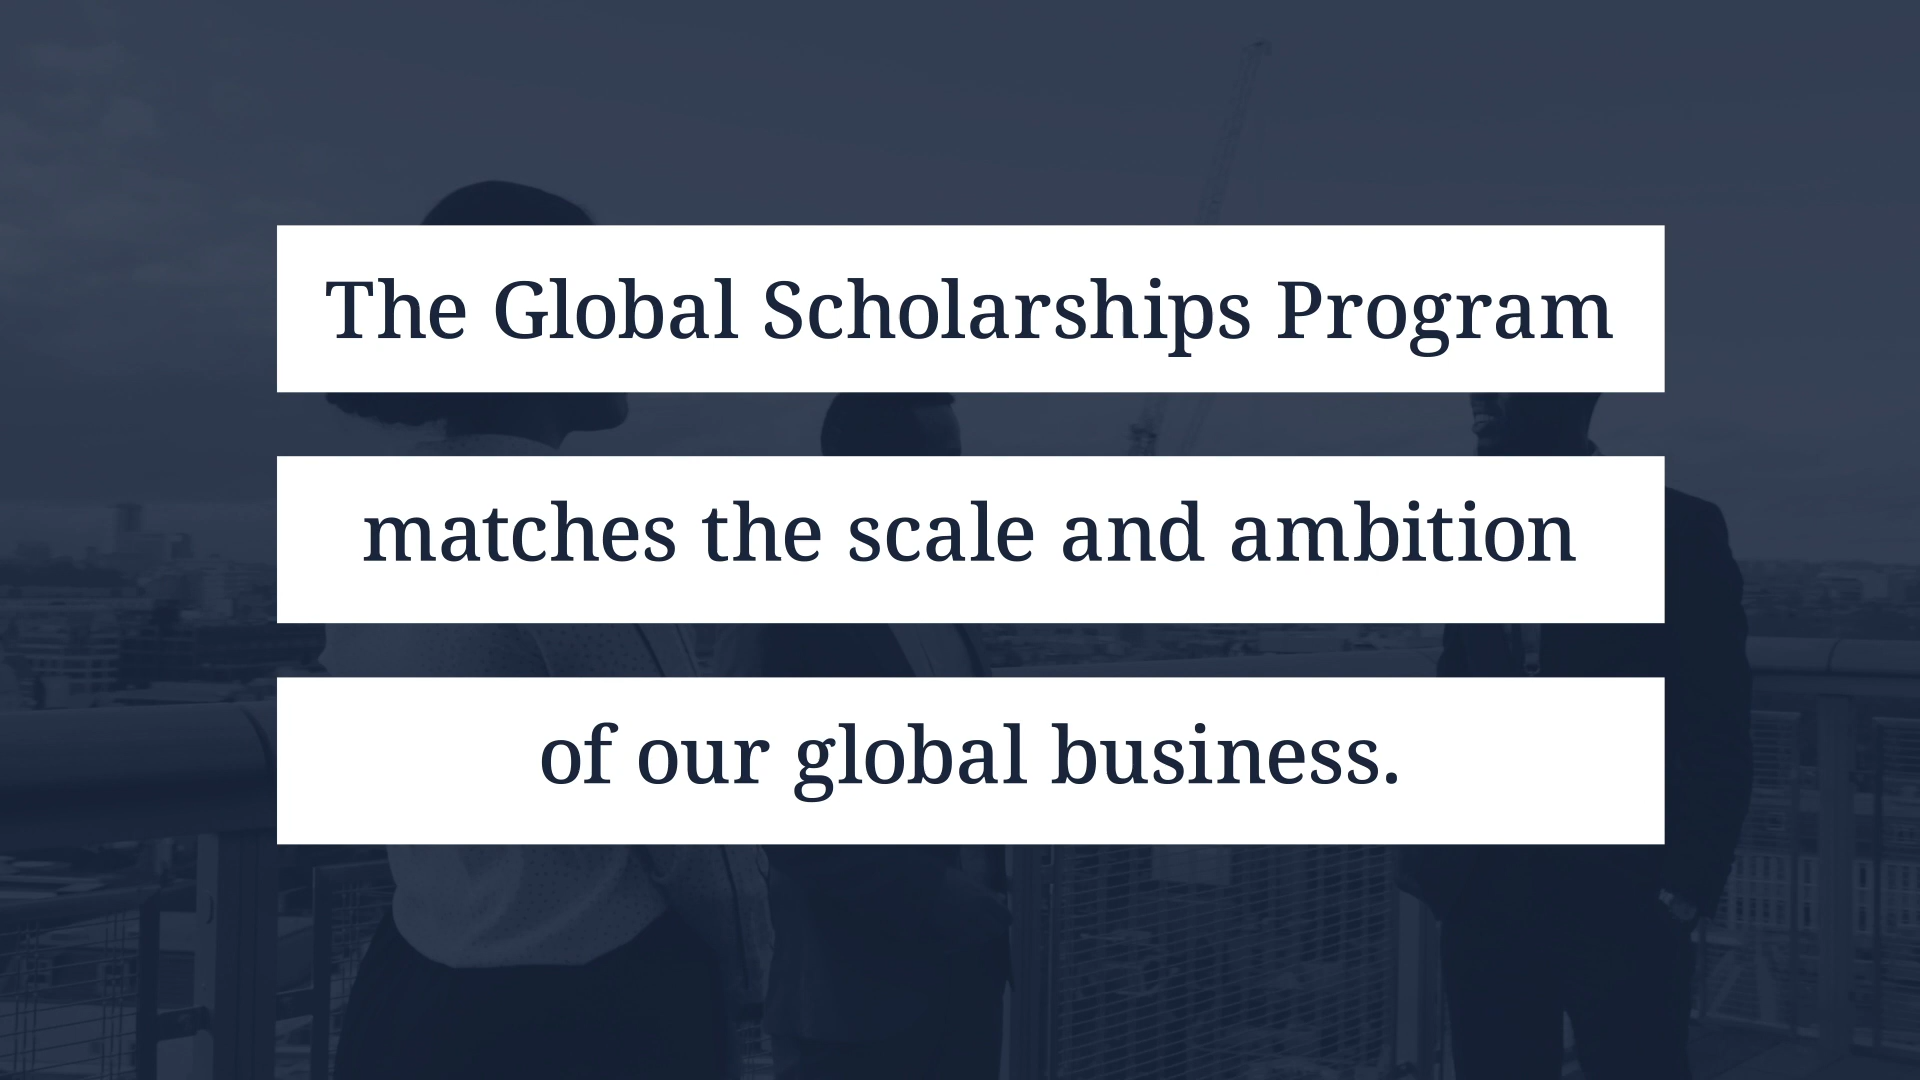 The Global Scholarships Program
matches the scale and ambition
of our global business.